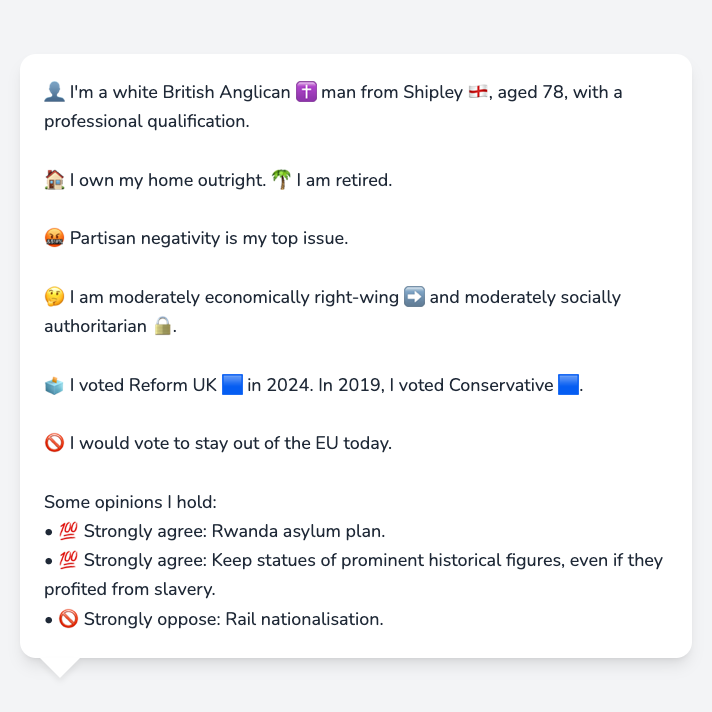 👤 I'm a white British Anglican ✝️ man from Shipley 🏴󠁧󠁢󠁥󠁮󠁧󠁿, aged 78, with a
professional qualification.
🏠 I own my home outright. 🌴 I am retired.
🤬 Partisan negativity is my top issue.
🤔 I am moderately economically right-wing ➡️ and moderately socially
authoritarian 🔒.
🗳️ I voted Reform UK 🟦 in 2024. In 2019, I voted Conservative 🟦.
🚫 I would vote to stay out of the EU today.
Some opinions I hold:
• 💯 Strongly agree: Rwanda asylum plan.
• 💯 Strongly agree: Keep statues of prominent historical figures, even if they
profited from slavery.
• 🚫 Strongly oppose: Rail nationalisation.